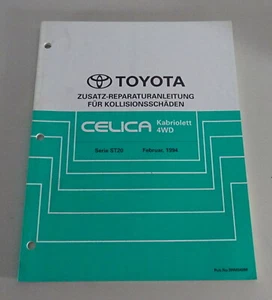 TOYOTA
ZUSATZ-REPARATURANLEITUNG
FÜR KOLLISIONSSCHÄDEN
CELICA Kabriolett
4WD
Serie ST20 Februar, 1994